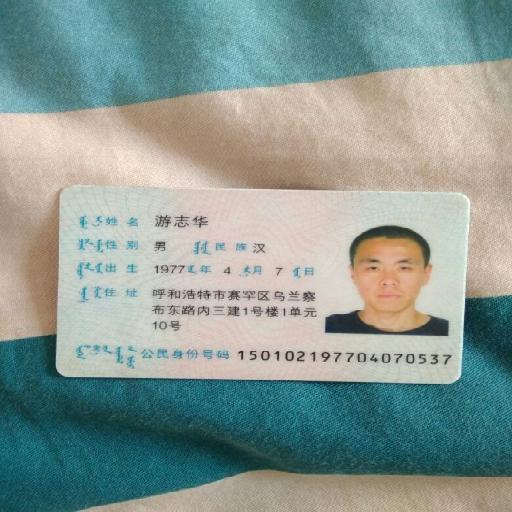 姓名 游志华
性别 男 民族 汉
出生 1977 年 4 月 7 日
住址 呼和浩特市赛罕区乌兰察
布东路内三建1号楼1单元
10号
公民身份号码 150102197704070537